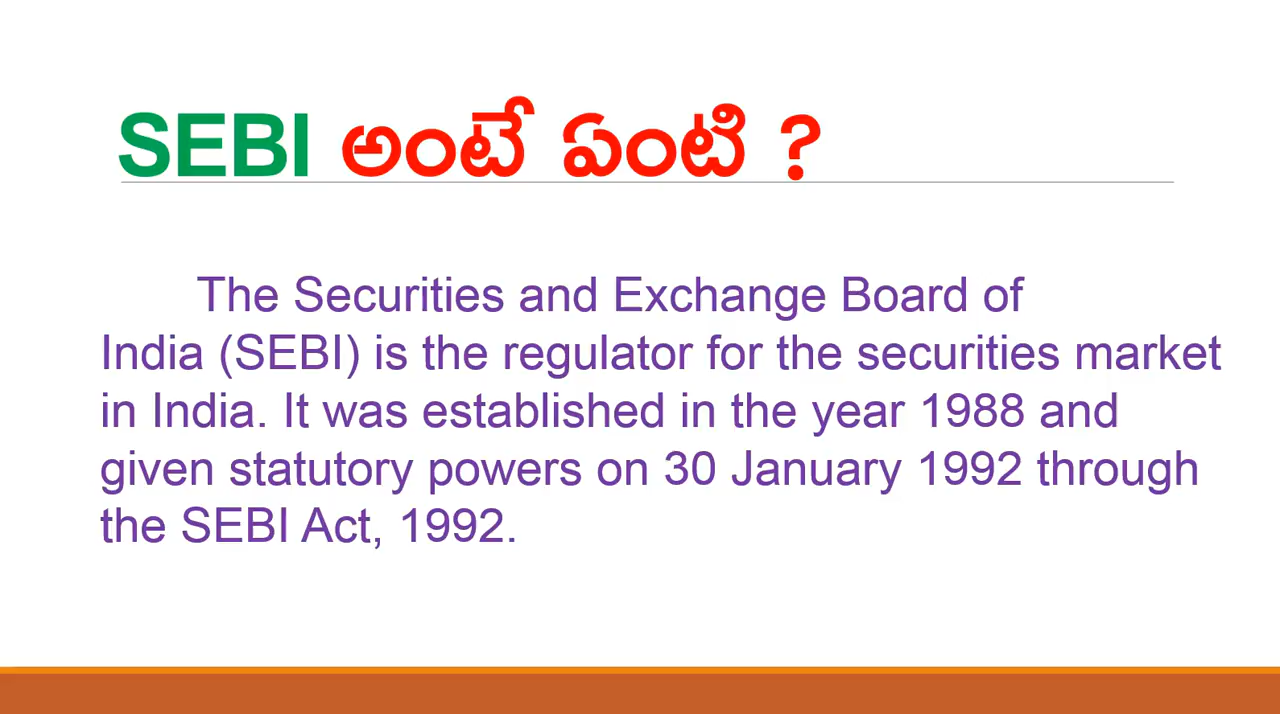 SEBI అంటే ఏంటి ?
The Securities and Exchange Board of
India (SEBI) is the regulator for the securities market
in India. It was established in the year 1988 and
given statutory powers on 30 January 1992 through
the SEBI Act, 1992.